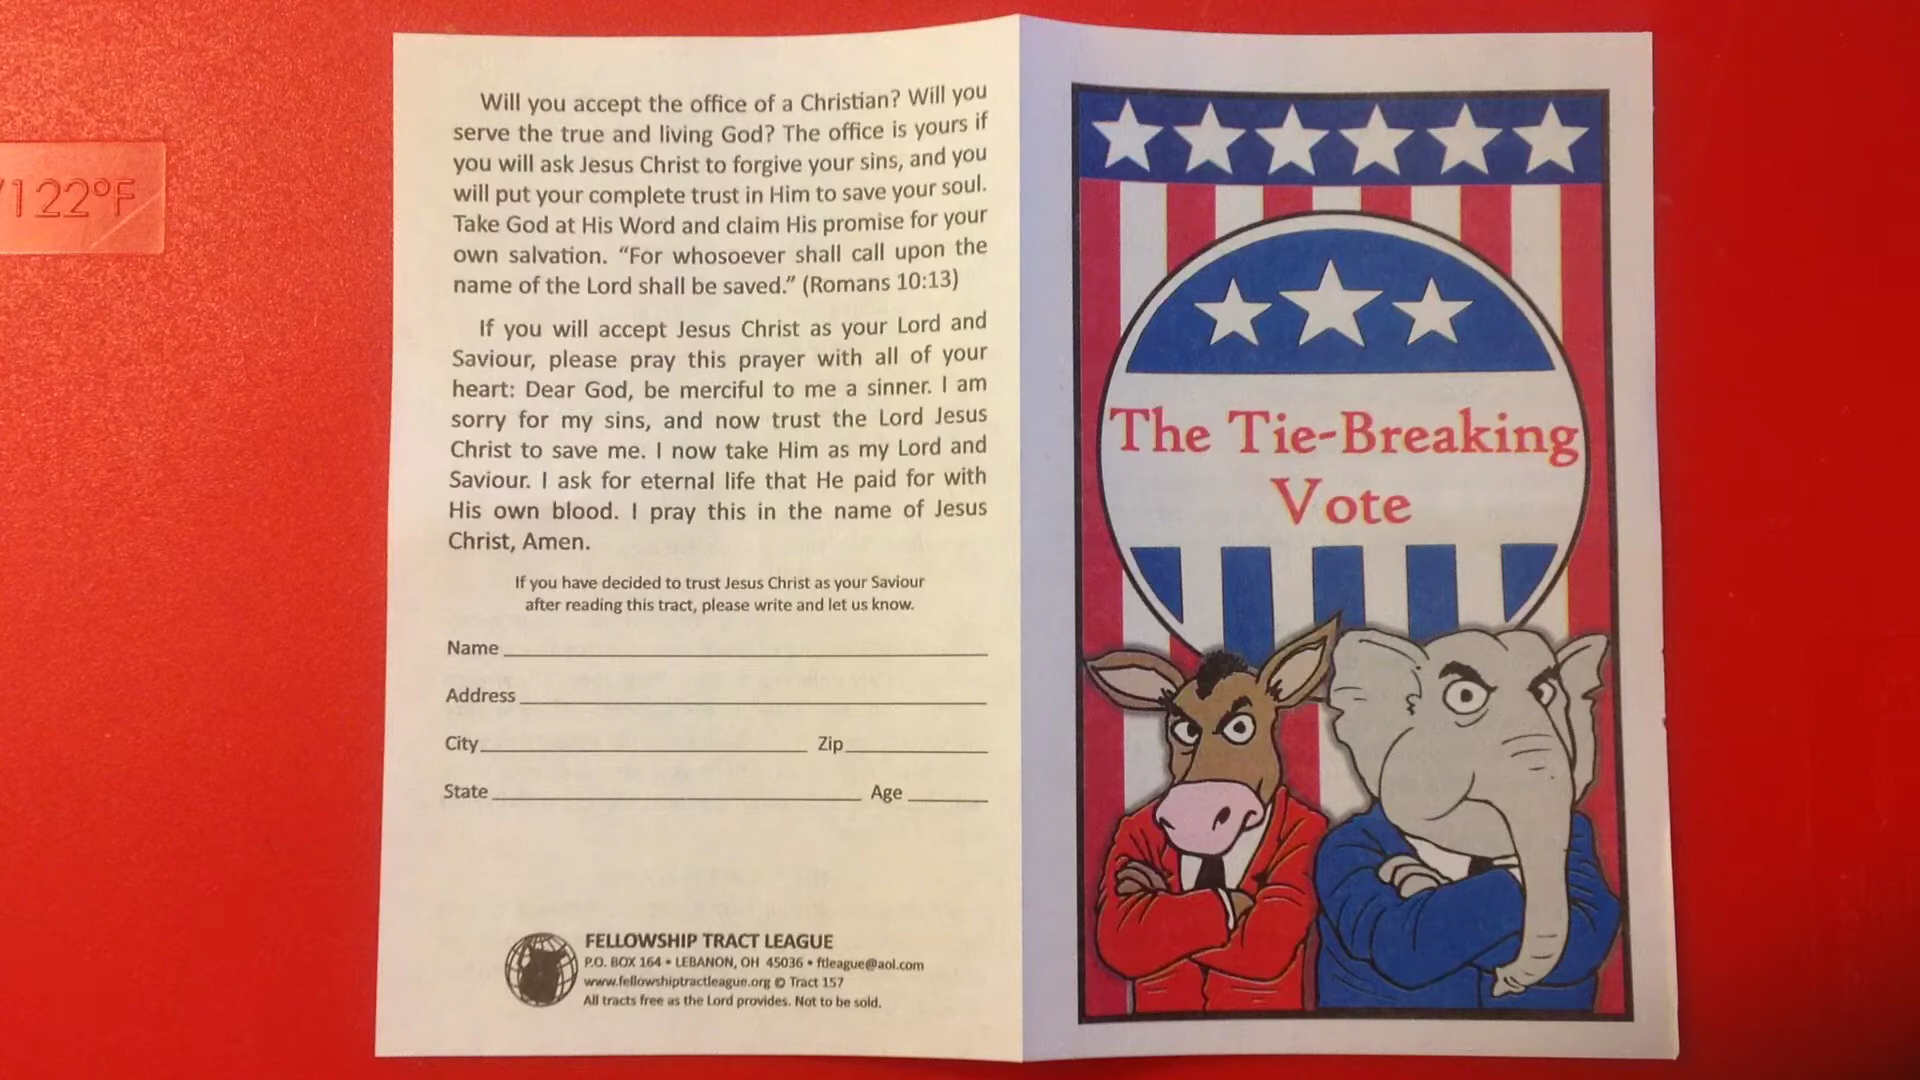 /122°F
Will you accept the office of a Christian? Will you
serve the true and living God? The office is yours if
you will ask Jesus Christ to forgive your sins, and you
will put your complete trust in Him to save your soul.
Take God at His Word and claim His promise for your
own salvation. “For whosoever shall call upon the
name of the Lord shall be saved.” (Romans 10:13)
If you will accept Jesus Christ as your Lord and
Saviour, please pray this prayer with all of your
heart: Dear God, be merciful to me a sinner. I am
sorry for my sins, and now trust the Lord Jesus
Christ to save me. I now take Him as my Lord and
Saviour. I ask for eternal life that He paid for with
His own blood. I pray this in the name of Jesus
Christ, Amen.
If you have decided to trust Jesus Christ as your Saviour
after reading this tract, please write and let us know.
Name
Address
City Zip
State Age
FELLOWSHIP TRACT LEAGUE
P.O. BOX 164 • LEBANON, OH 45036 • ftleague@aol.com
www.fellowshiptractleague.org © Tract 157
All tracts free as the Lord provides. Not to be sold.
The Tie-Breaking
Vote